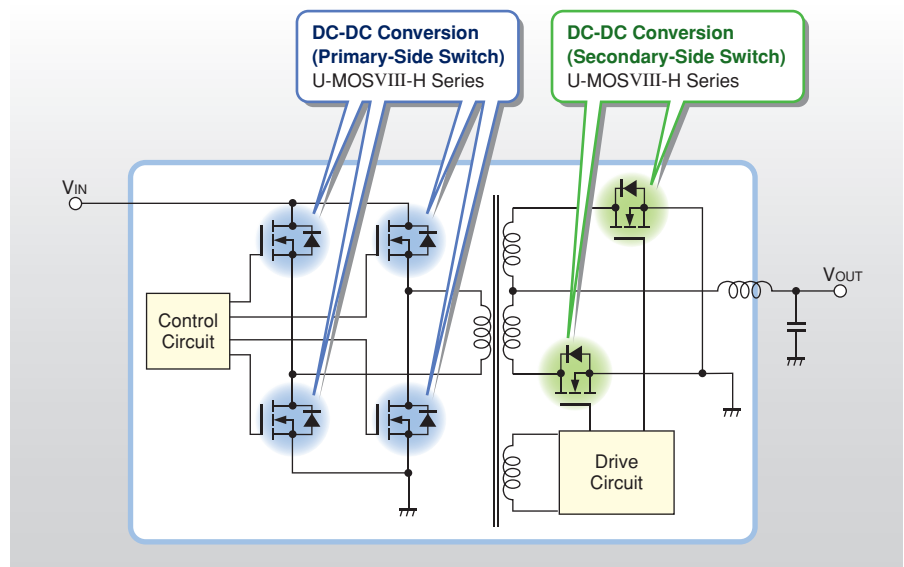 DC-DC Conversion
(Primary-Side Switch)
U-MOSVIII-H Series
DC-DC Conversion
(Secondary-Side Switch)
U-MOSVIII-H Series
VIN
VOUT
Control
Circuit
Drive
Circuit